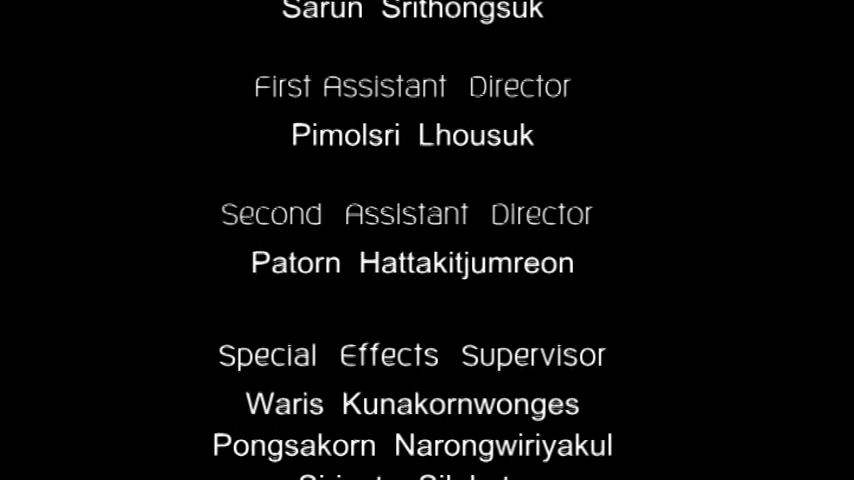 Sarun Srithongsuk
First Assistant Director
Pimolsri Lhousuk
Second Assistant Director
Patorn Hattakitjumreon
Special Effects Supervisor
Waris Kunakornwonges
Pongsakorn Narongwiriyakul